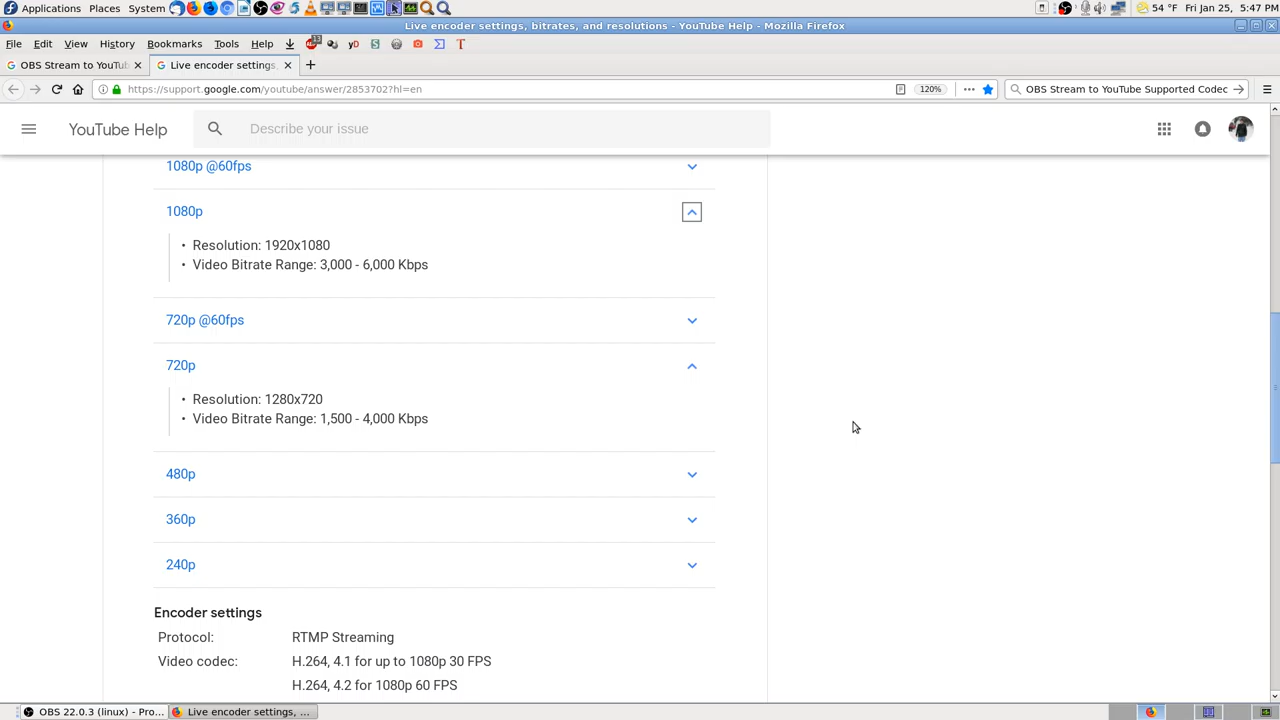 Applications Places System 54 °F Fri Jan 25, 5:47 PM
Live encoder settings, bitrates, and resolutions - YouTube Help - Mozilla Firefox
File Edit View History Bookmarks Tools Help
OBS Stream to YouTub Live encoder settings,
https://support.google.com/youtube/answer/2853702?hl=en 120% OBS Stream to YouTube Supported Codec
YouTube Help Describe your issue
1080p @60fps
1080p
• Resolution: 1920x1080
• Video Bitrate Range: 3,000 - 6,000 Kbps
720p @60fps
720p
• Resolution: 1280x720
• Video Bitrate Range: 1,500 - 4,000 Kbps
480p
360p
240p
Encoder settings
Protocol: RTMP Streaming
Video codec: H.264, 4.1 for up to 1080p 30 FPS
H.264, 4.2 for 1080p 60 FPS
OBS 22.0.3 (linux) - Pro... Live encoder settings, ...